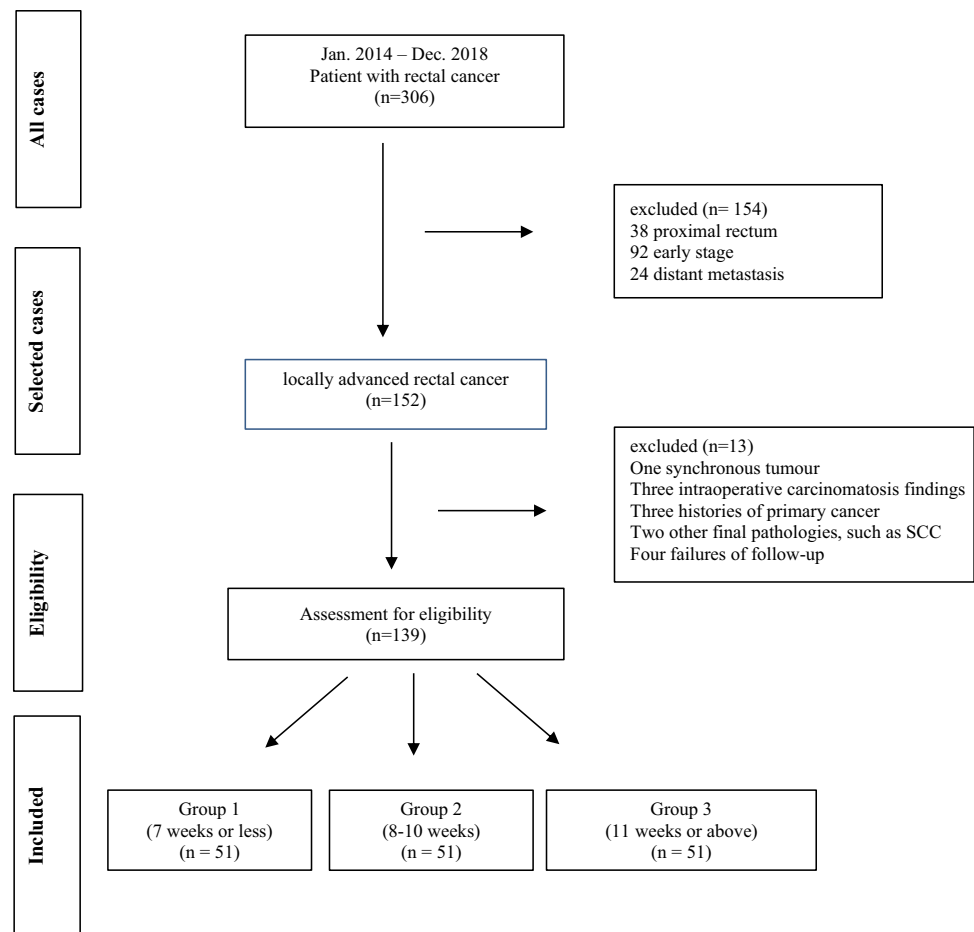 All cases
Jan. 2014 – Dec. 2018
Patient with rectal cancer
(n=306)
excluded (n= 154)
38 proximal rectum
92 early stage
24 distant metastasis
Selected cases
locally advanced rectal cancer
(n=152)
excluded (n=13)
One synchronous tumour
Three intraoperative carcinomatosis findings
Three histories of primary cancer
Two other final pathologies, such as SCC
Four failures of follow-up
Eligibility
Assessment for eligibility
(n=139)
Included
Group 1
(7 weeks or less)
(n = 51)
Group 2
(8-10 weeks)
(n = 51)
Group 3
(11 weeks or above)
(n = 51)